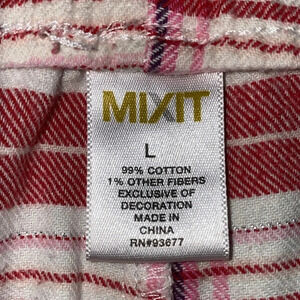 MIXIT
L
99% COTTON
1% OTHER FIBERS
EXCLUSIVE OF
DECORATION
MADE IN
CHINA
RN#93677